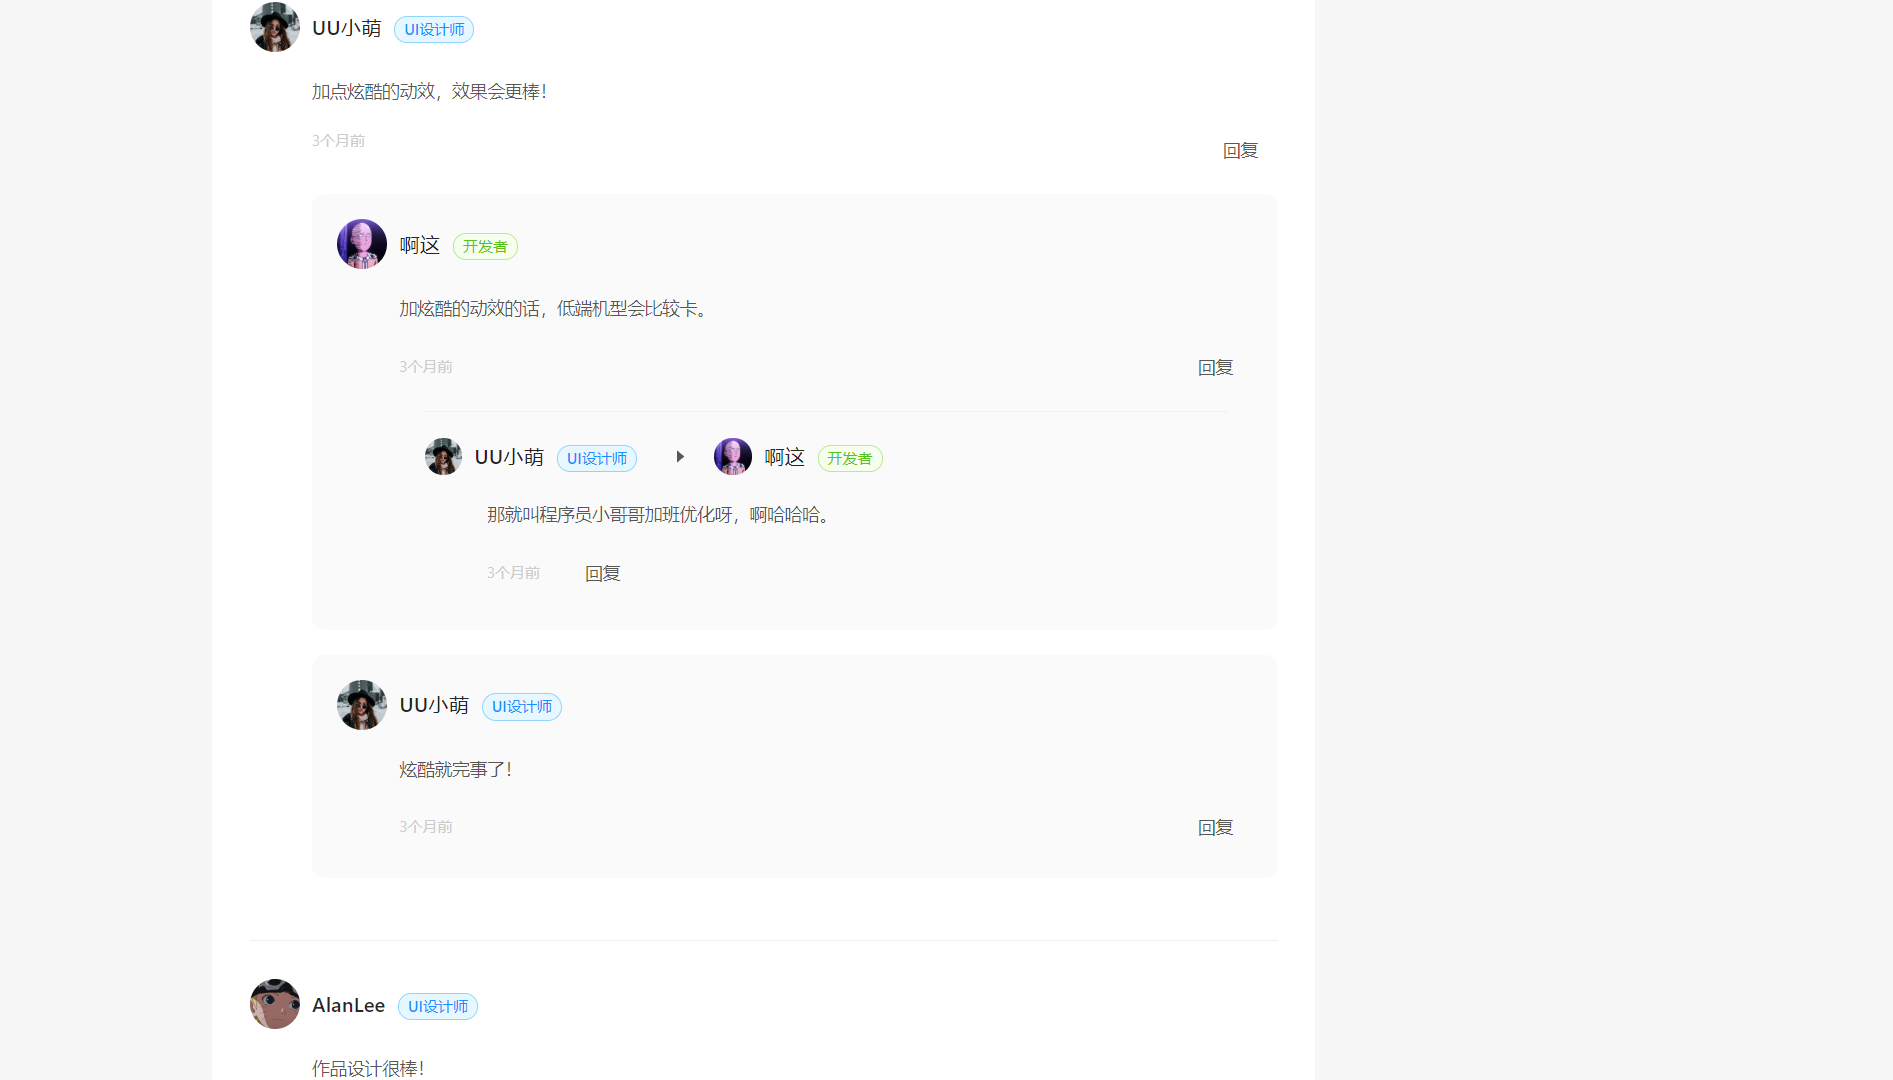 UU小萌 UI设计师
加点炫酷的动效，效果会更棒！
3个月前
回复
啊这 开发者
加炫酷的动效的话，低端机型会比较卡。
3个月前 回复
UU小萌 UI设计师 啊这 开发者
那就叫程序员小哥哥加班优化呀，啊哈哈哈。
3个月前 回复
UU小萌 UI设计师
炫酷就完事了！
3个月前 回复
AlanLee UI设计师
作品设计很棒！